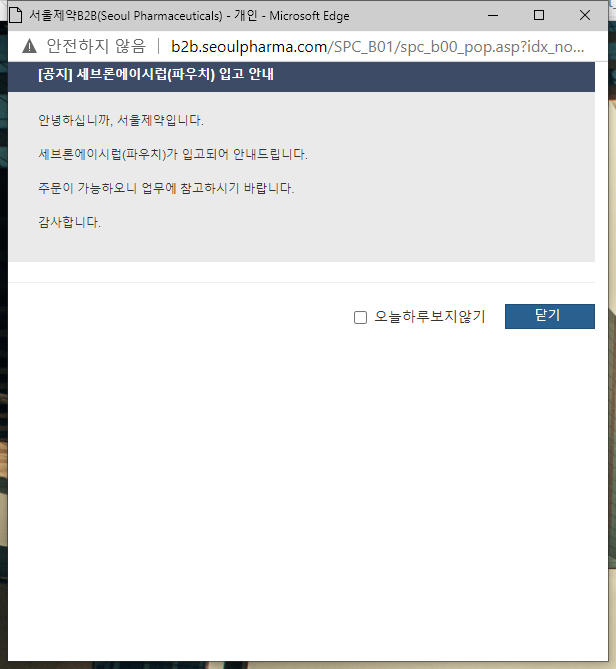 서울제약B2B(Seoul Pharmaceuticals) - 개인 - Microsoft Edge
안전하지 않음 | b2b.seoulpharma.com/SPC_B01/spc_b00_pop.asp?idx_no...
[공지] 세브론에이시럽(파우치) 입고 안내
안녕하십니까, 서울제약입니다.
세브론에이시럽(파우치)가 입고되어 안내드립니다.
주문이 가능하오니 업무에 참고하시기 바랍니다.
감사합니다.
오늘하루보지않기 닫기